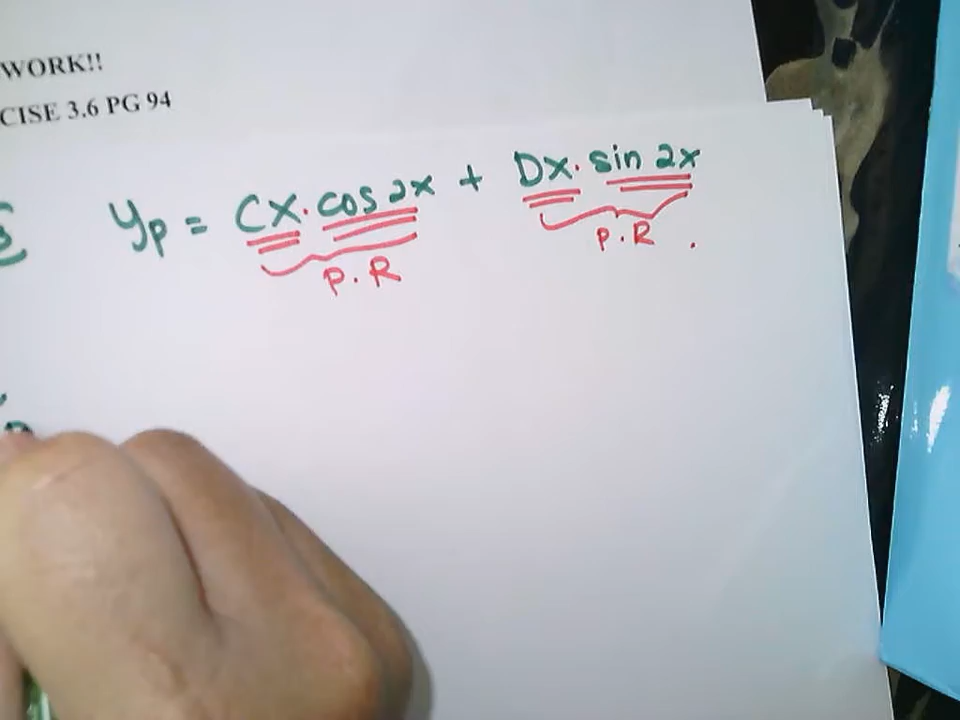 WORK!!
CISE 3.6 PG 94
yp = Cx · cos 2x + Dx · sin 2x
P.R P.R